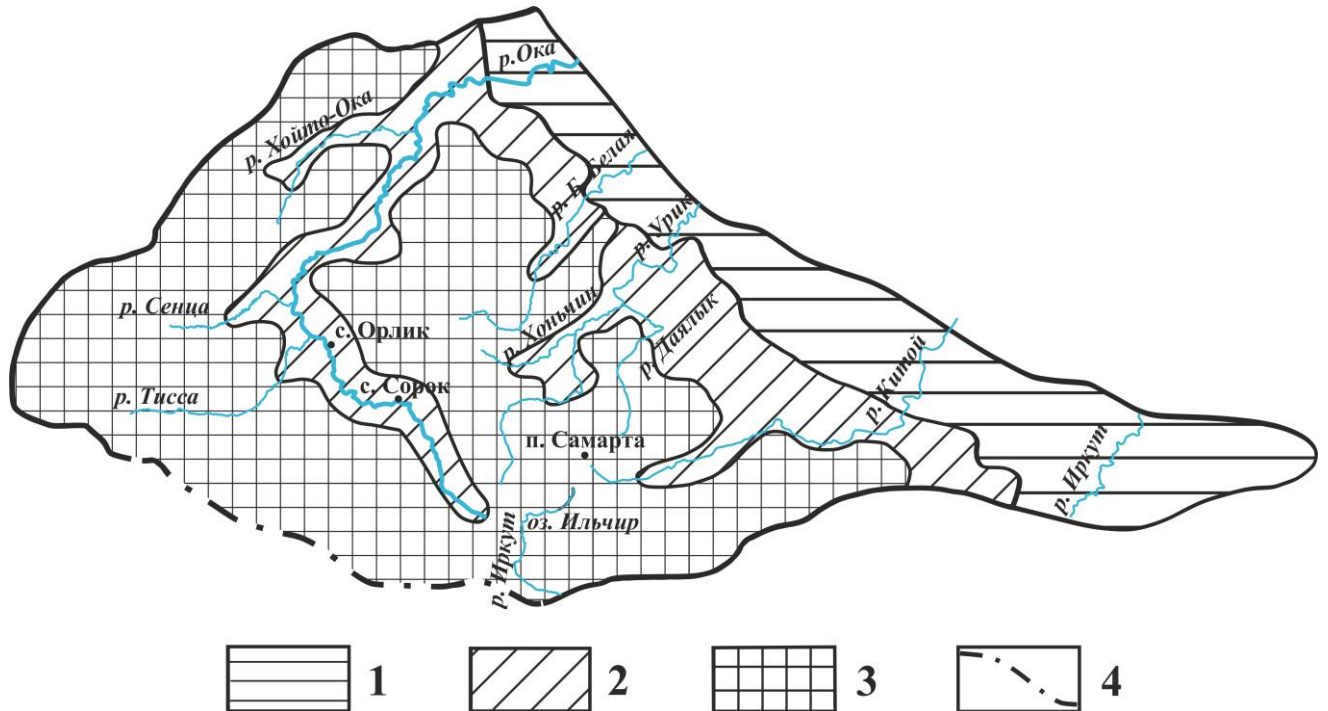 р.Ока
р. Хойто-Ока
р. Б. Белая
р. Урик
р. Сенца
с. Орлик
р. Хоньчин
р. Даялык
р. Тисса
с. Сорок
р. Китой
п. Самарта
р. Иркут
оз. Ильчир
р. Иркут
1
2
3
4